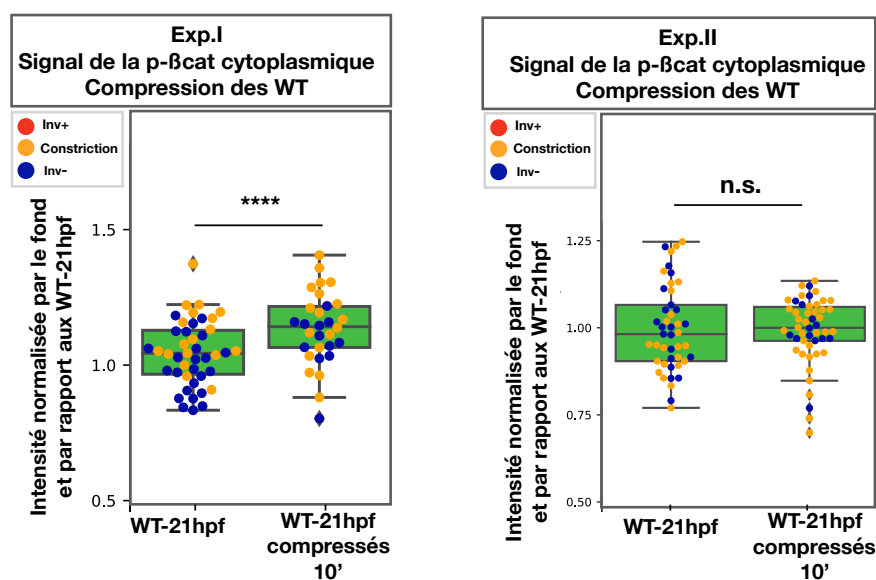 Exp.I
Signal de la p-ßcat cytoplasmique
Compression des WT
Inv+
Constriction
Inv-
Intensité normalisée par le fond
et par rapport aux WT-21hpf
1.5
1.0
0.5
****
WT-21hpf
WT-21hpf
compressés
10’
Exp.II
Signal de la p-ßcat cytoplasmique
Compression des WT
Inv+
Constriction
Inv-
Intensité normalisée par le fond
et par rapport aux WT-21hpf
1.25
1.00
0.75
0.50
n.s.
WT-21hpf
WT-21hpf
compressés
10’